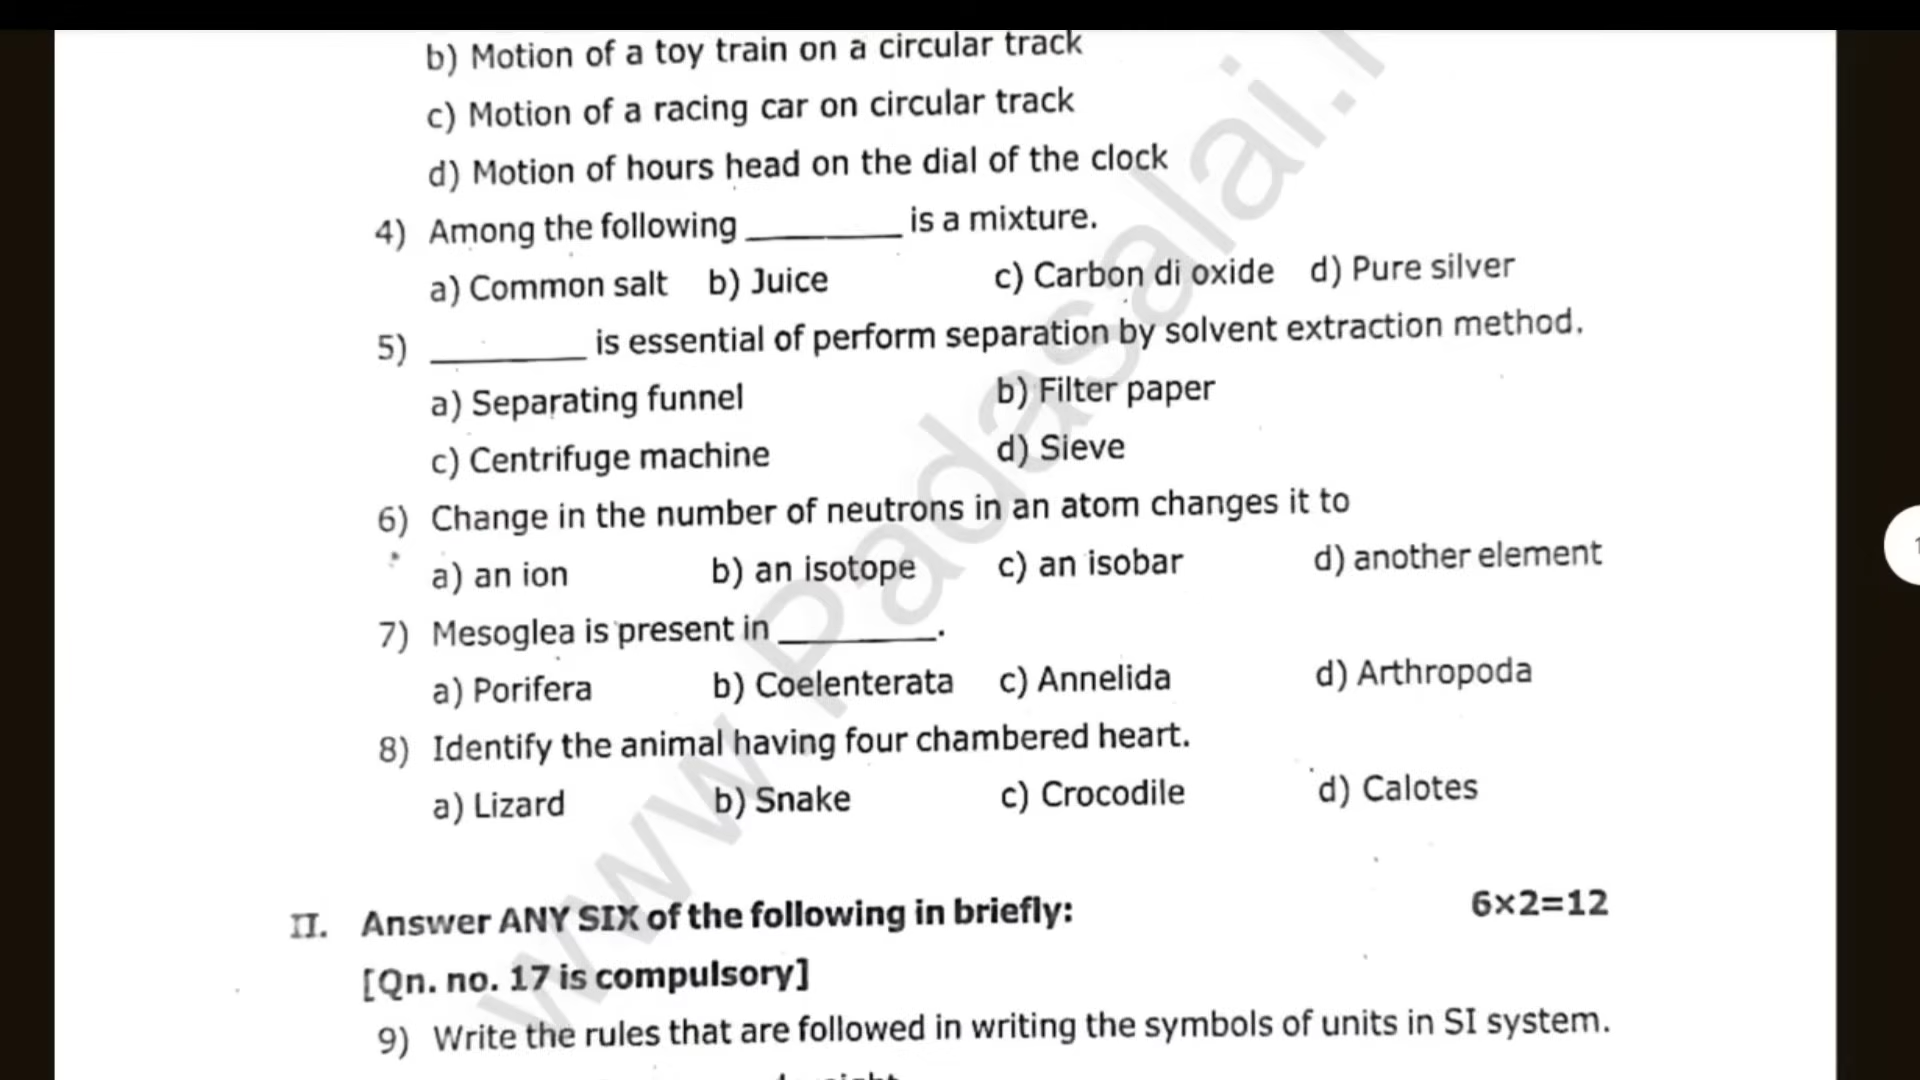 b) Motion of a toy train on a circular track
c) Motion of a racing car on circular track
d) Motion of hours head on the dial of the clock
4) Among the following ________ is a mixture.
a) Common salt b) Juice c) Carbon di oxide d) Pure silver
5) ________ is essential of perform separation by solvent extraction method.
a) Separating funnel b) Filter paper
c) Centrifuge machine d) Sieve
6) Change in the number of neutrons in an atom changes it to
a) an ion b) an isotope c) an isobar d) another element
7) Mesoglea is present in ________.
a) Porifera b) Coelenterata c) Annelida d) Arthropoda
8) Identify the animal having four chambered heart.
a) Lizard b) Snake c) Crocodile d) Calotes
II. Answer ANY SIX of the following in briefly: 6×2=12
[Qn. no. 17 is compulsory]
9) Write the rules that are followed in writing the symbols of units in SI system.
www.Padasalai.